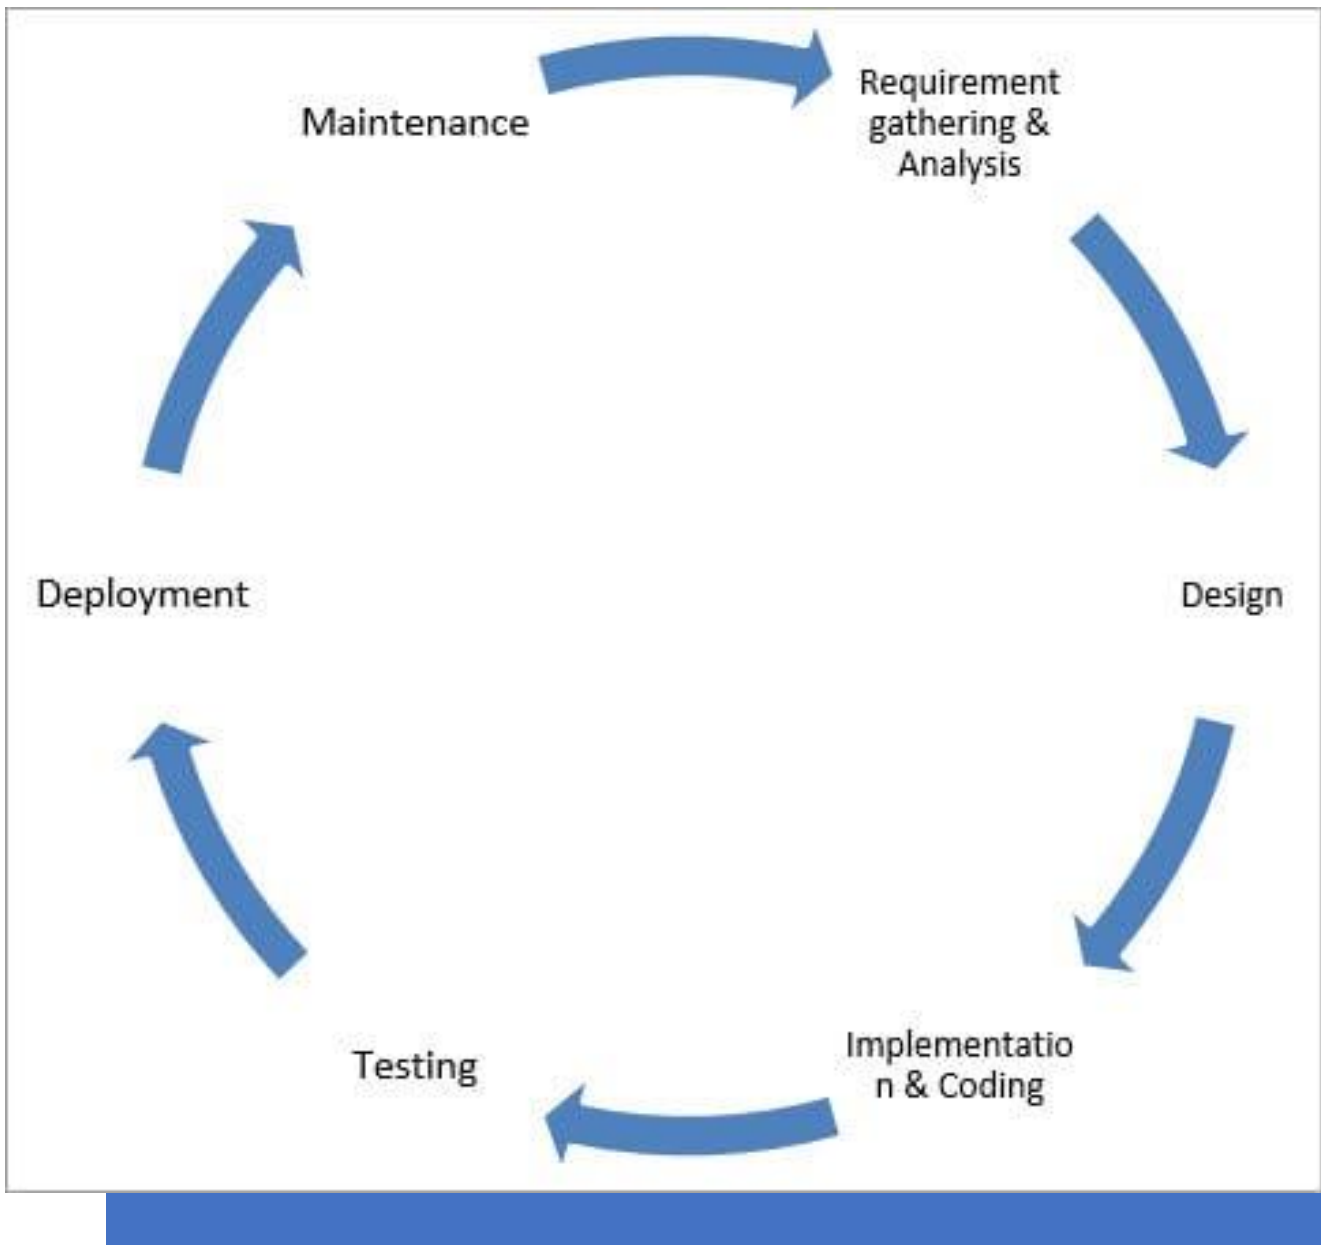 Maintenance
Requirement
gathering &
Analysis
Deployment
Design
Testing
Implementatio
n & Coding